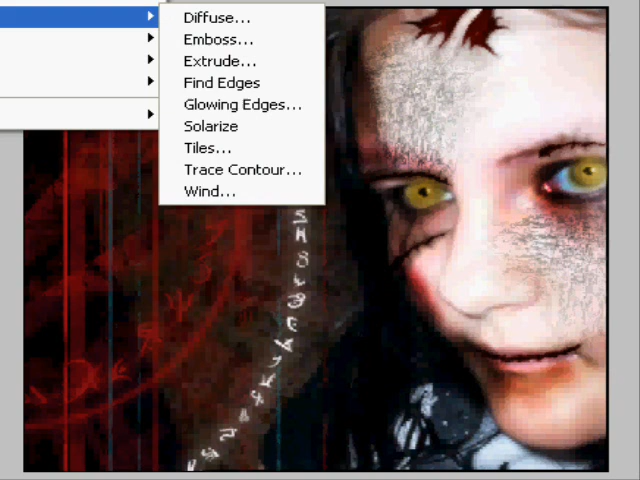 Diffuse...
Emboss...
Extrude...
Find Edges
Glowing Edges...
Solarize
Tiles...
Trace Contour...
Wind...